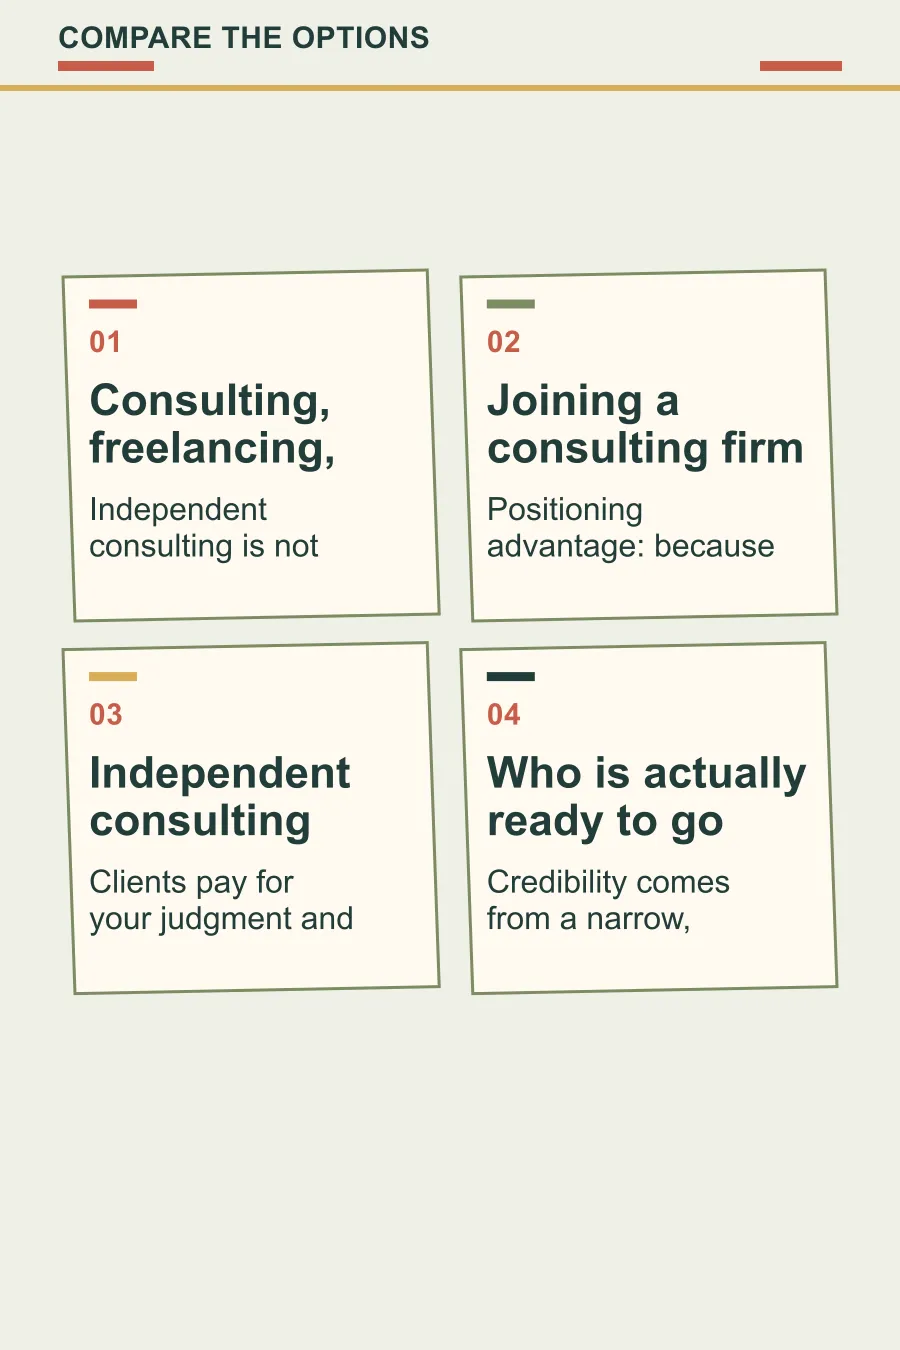 COMPARE THE OPTIONS
01
Consulting,
freelancing,
Independent
consulting is not
02
Joining a
consulting firm
Positioning
advantage: because
03
Independent
consulting
Clients pay for
your judgment and
04
Who is actually
ready to go
Credibility comes
from a narrow,